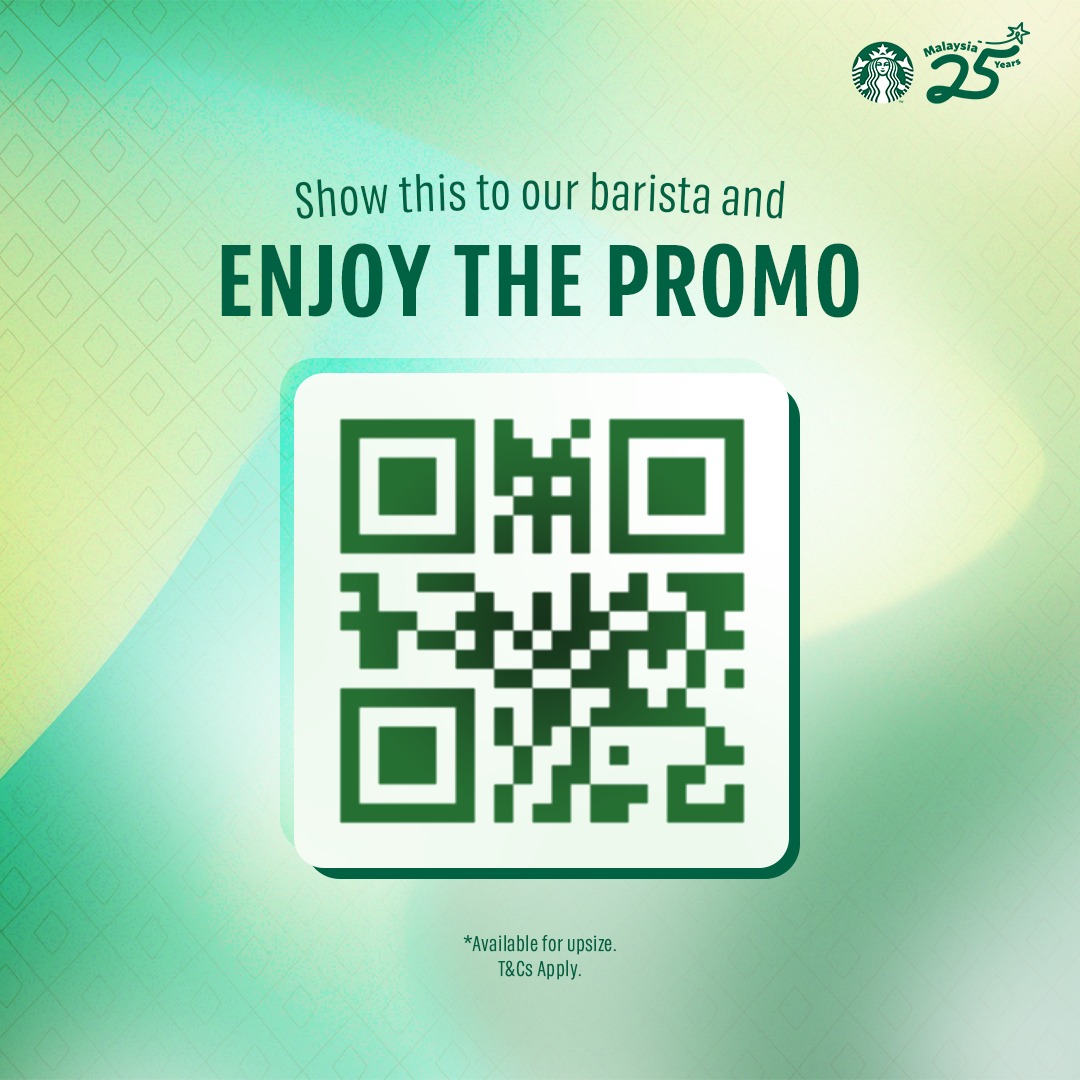 Malaysia
25 Years
Show this to our barista and
ENJOY THE PROMO
*Available for upsize.
T&Cs Apply.